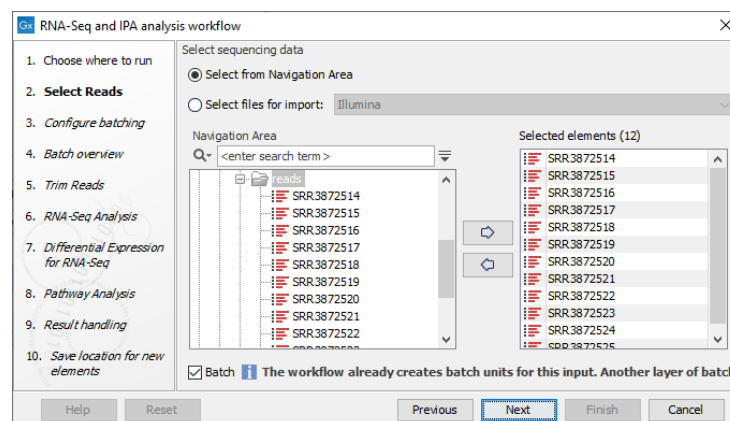 Gx RNA-Seq and IPA analysis workflow
1. Choose where to run
2. Select Reads
3. Configure batching
4. Batch overview
5. Trim Reads
6. RNA-Seq Analysis
7. Differential Expression
for RNA-Seq
8. Pathway Analysis
9. Result handling
10. Save location for new
elements
Select sequencing data
Select from Navigation Area
Select files for import: Illumina
Navigation Area
<enter search term>
reads
SRR3872514
SRR3872515
SRR3872516
SRR3872517
SRR3872518
SRR3872519
SRR3872520
SRR3872521
SRR3872522
Selected elements (12)
SRR3872514
SRR3872515
SRR3872516
SRR3872517
SRR3872518
SRR3872519
SRR3872520
SRR3872521
SRR3872522
SRR3872523
SRR3872524
SRR3872525
Batch The workflow already creates batch units for this input. Another layer of batc
Help Reset Previous Next Finish Cancel